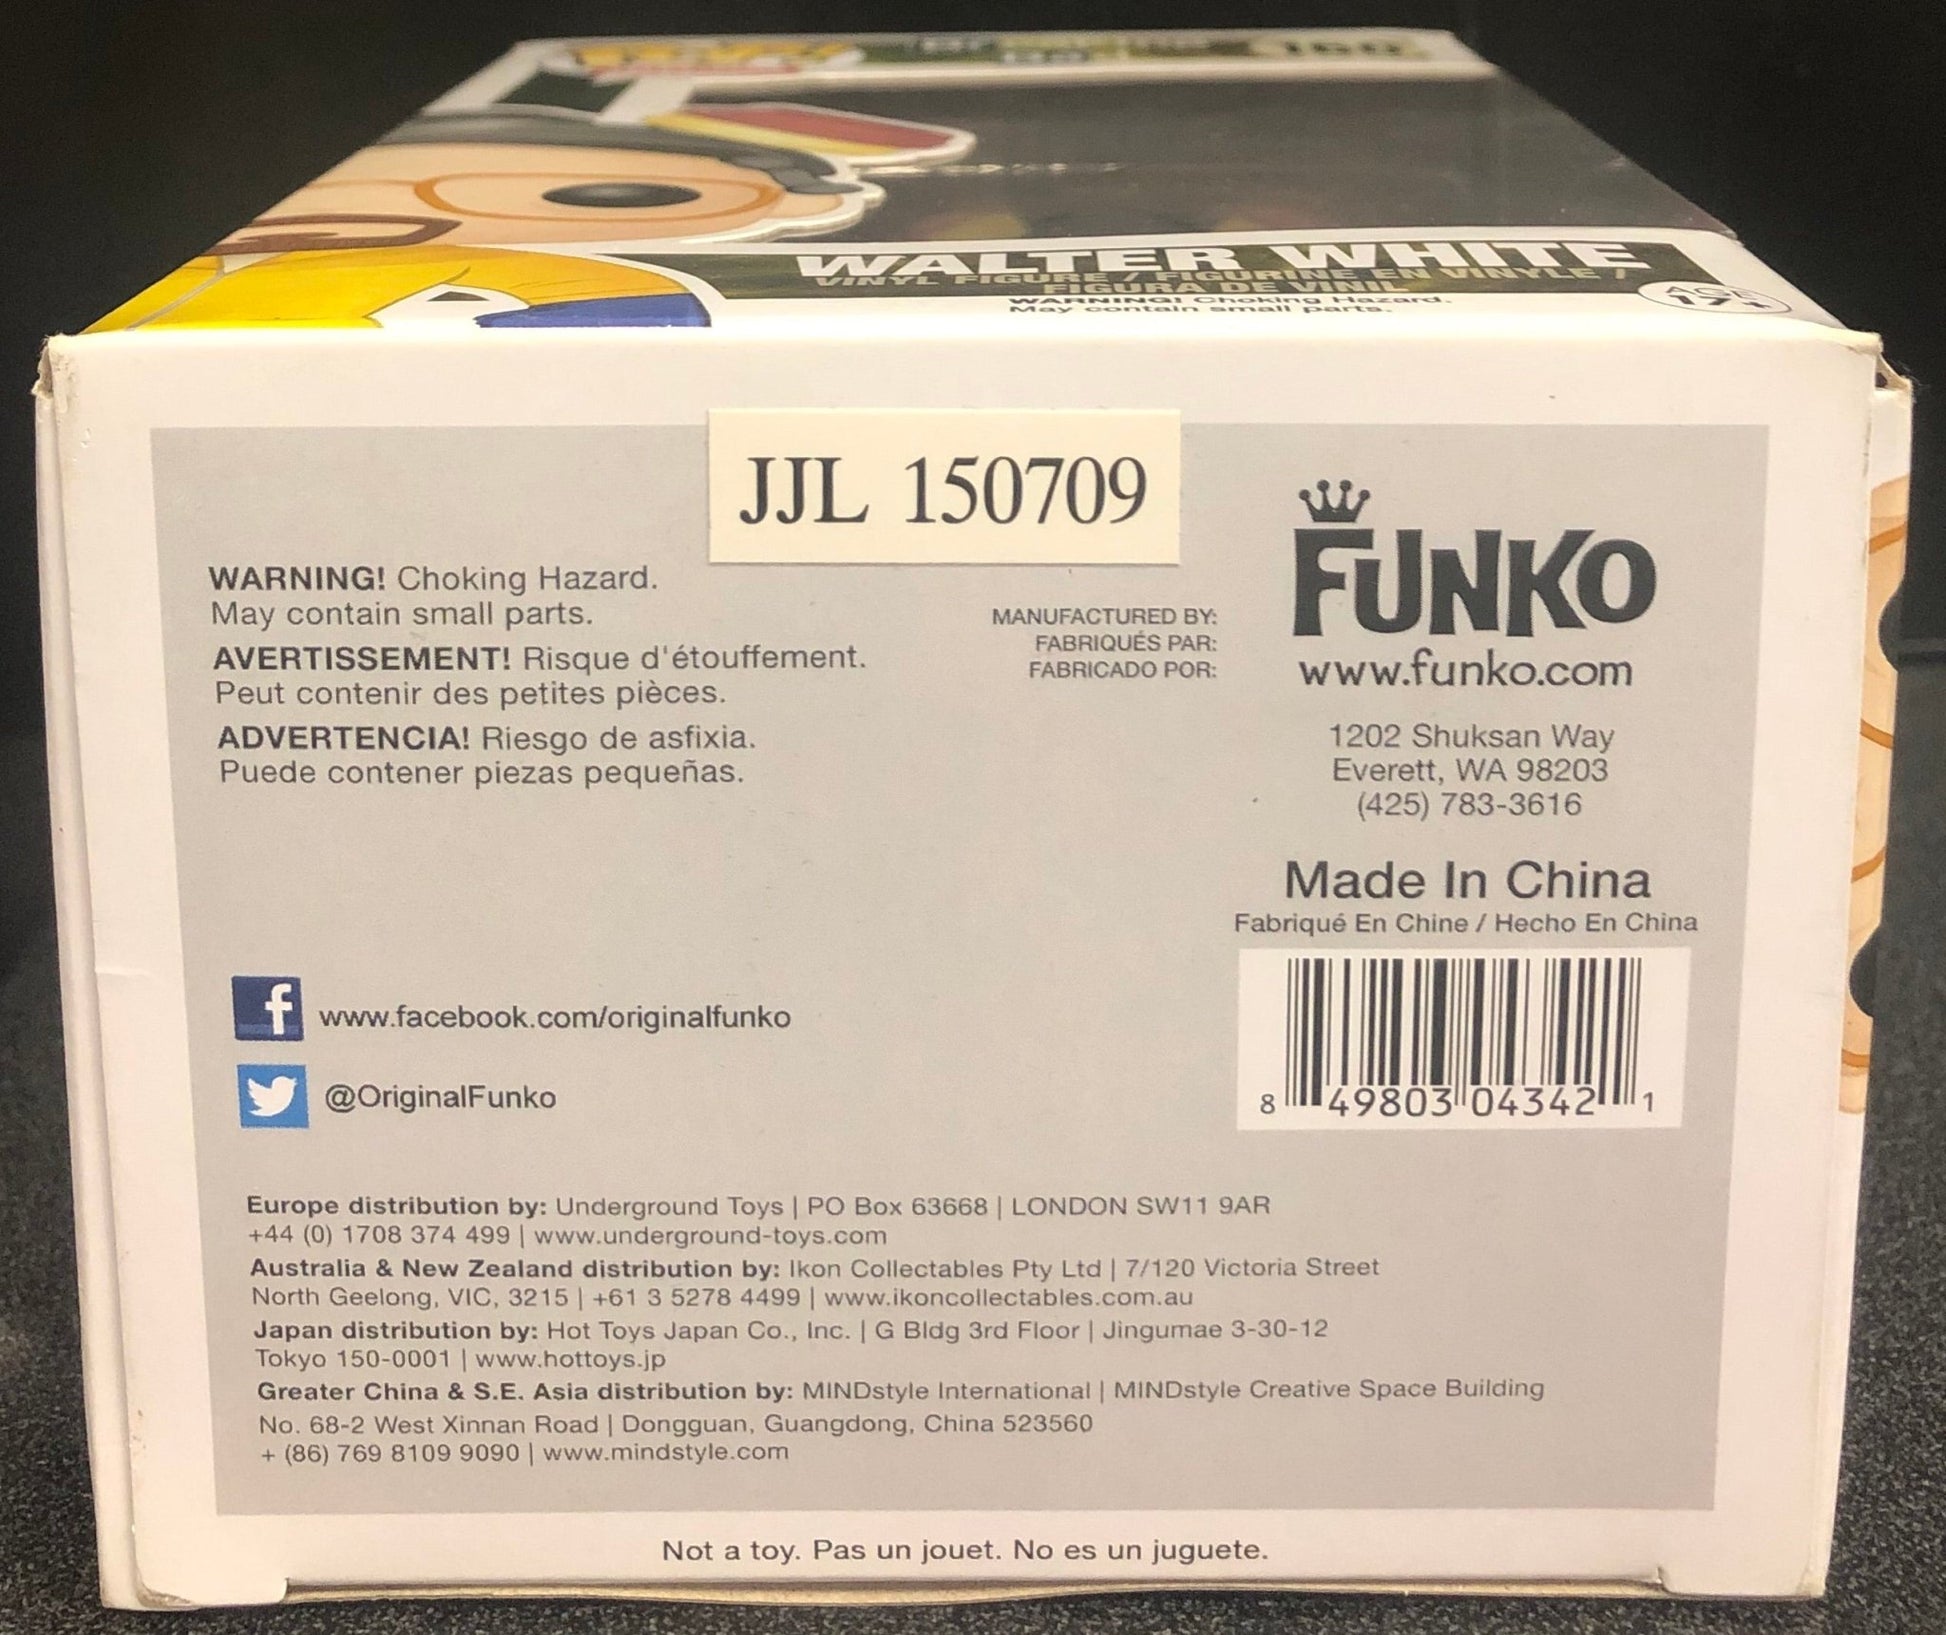 160
WALTER WHITE
VINYL FIGURE / FIGURINE EN VINYLE /
FIGURA DE VINIL
WARNING! Choking Hazard.
May contain small parts.
AGE
17+
JJL 150709
WARNING! Choking Hazard.
May contain small parts.
AVERTISSEMENT! Risque d'étouffement.
Peut contenir des petites pièces.
ADVERTENCIA! Riesgo de asfixia.
Puede contener piezas pequeñas.
MANUFACTURED BY:
FABRIQUÉS PAR:
FABRICADO POR:
FUNKO
www.funko.com
1202 Shuksan Way
Everett, WA 98203
(425) 783-3616
Made In China
Fabriqué En Chine / Hecho En China
8 49803 04342 1
f www.facebook.com/originalfunko
@OriginalFunko
Europe distribution by: Underground Toys | PO Box 63668 | LONDON SW11 9AR
+44 (0) 1708 374 499 | www.underground-toys.com
Australia & New Zealand distribution by: Ikon Collectables Pty Ltd | 7/120 Victoria Street
North Geelong, VIC, 3215 | +61 3 5278 4499 | www.ikoncollectables.com.au
Japan distribution by: Hot Toys Japan Co., Inc. | G Bldg 3rd Floor | Jingumae 3-30-12
Tokyo 150-0001 | www.hottoys.jp
Greater China & S.E. Asia distribution by: MINDstyle International | MINDstyle Creative Space Building
No. 68-2 West Xinnan Road | Dongguan, Guangdong, China 523560
+ (86) 769 8109 9090 | www.mindstyle.com
Not a toy. Pas un jouet. No es un juguete.